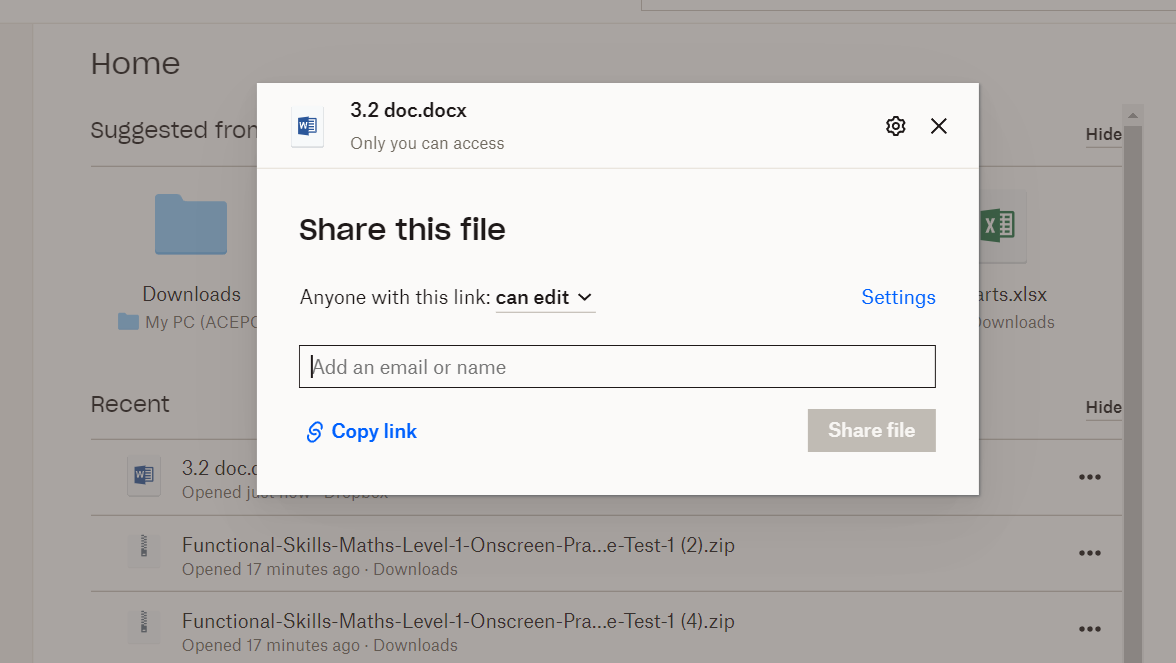 Home
Suggested from
Hide
Downloads
My PC (ACEPC
arts.xlsx
Downloads
3.2 doc.docx
Only you can access
Share this file
Anyone with this link: can edit
Settings
Add an email or name
Copy link
Share file
Recent
Hide
3.2 doc.d
Opened just now · Dropbox
Functional-Skills-Maths-Level-1-Onscreen-Pra...e-Test-1 (2).zip
Opened 17 minutes ago · Downloads
Functional-Skills-Maths-Level-1-Onscreen-Pra...e-Test-1 (4).zip
Opened 17 minutes ago · Downloads